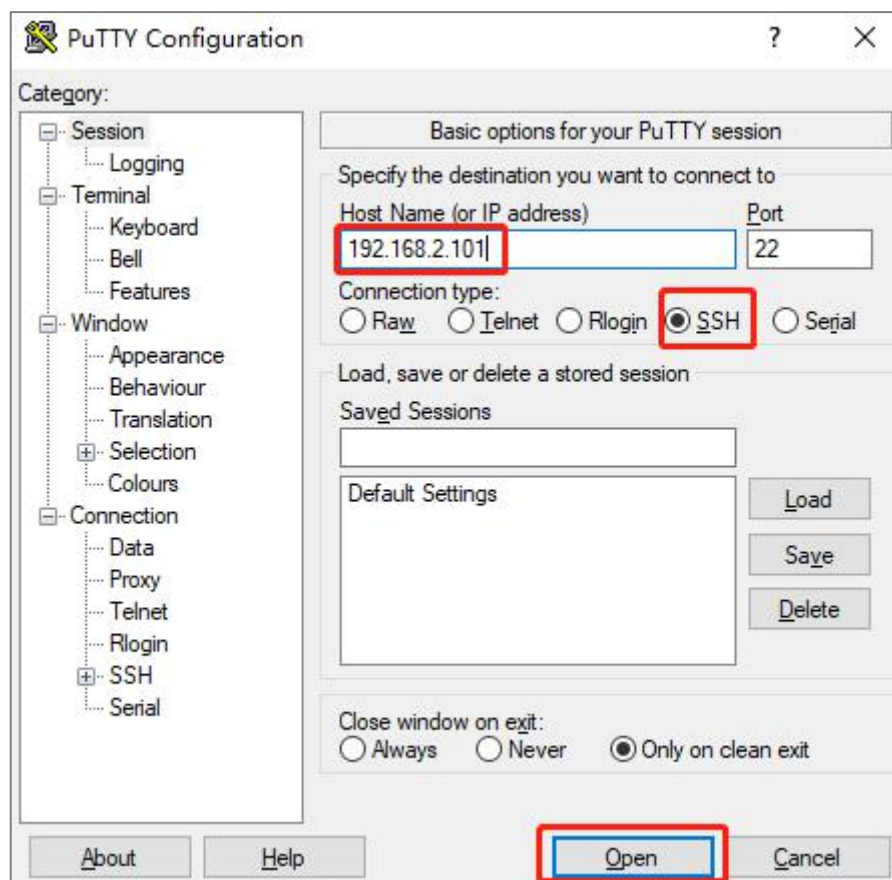 PuTTY Configuration
?
Category:
Session
Logging
Terminal
Keyboard
Bell
Features
Window
Appearance
Behaviour
Translation
Selection
Colours
Connection
Data
Proxy
Telnet
Rlogin
SSH
Serial
Basic options for your PuTTY session
Specify the destination you want to connect to
Host Name (or IP address) Port
192.168.2.101 22
Connection type:
Raw Telnet Rlogin SSH Serial
Load, save or delete a stored session
Saved Sessions
Default Settings
Load
Save
Delete
Close window on exit:
Always Never Only on clean exit
About Help Open Cancel